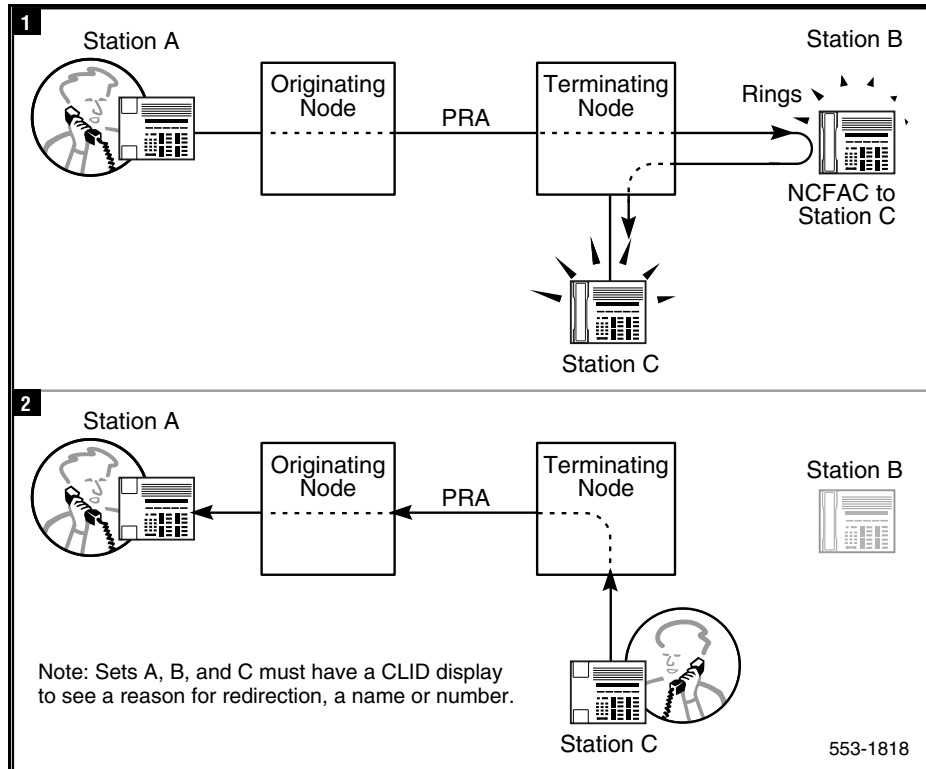 1
Station A
Station B
Originating
Node
Terminating
Node
PRA
Rings
NCFAC to
Station C
Station C
2
Station A
Originating
Node
Terminating
Node
PRA
Station B
Note: Sets A, B, and C must have a CLID display
to see a reason for redirection, a name or number.
Station C
553-1818